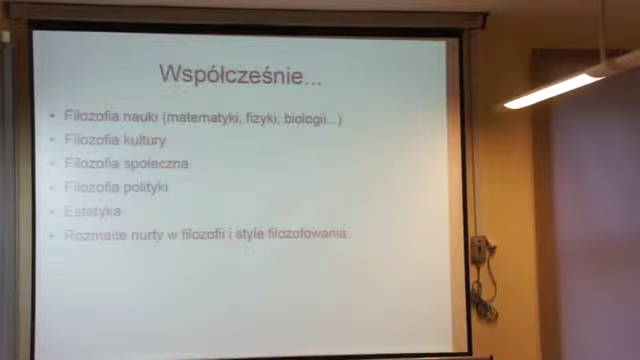 Współcześnie...
• Filozofia nauki (matematyki, fizyki, biologii...)
• Filozofia kultury
• Filozofia społeczna
• Filozofia polityki
• Estetyka
• Rozmaite nurty w filozofii i style filozofowania